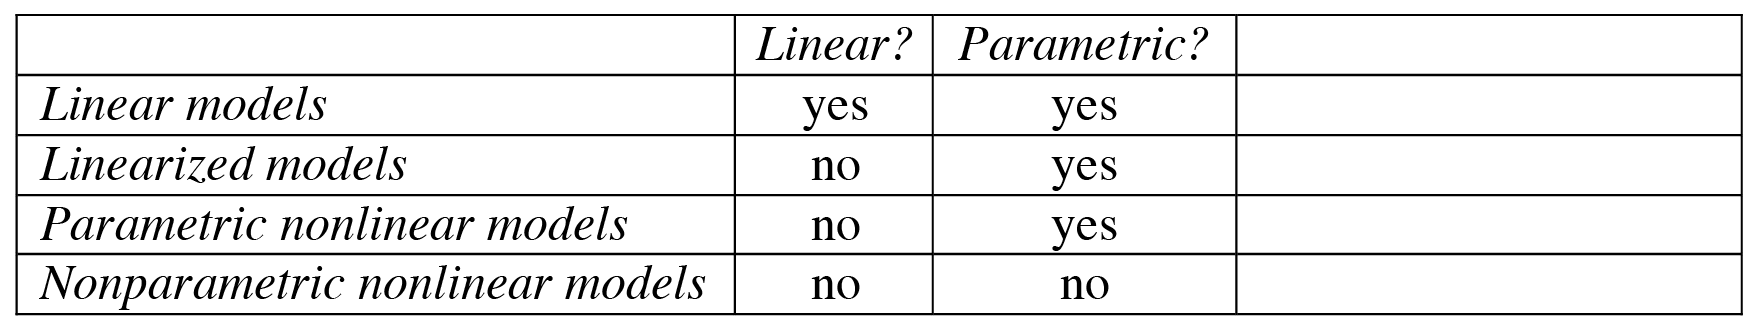 Linear? Parametric?
Linear models yes yes
Linearized models no yes
Parametric nonlinear models no yes
Nonparametric nonlinear models no no